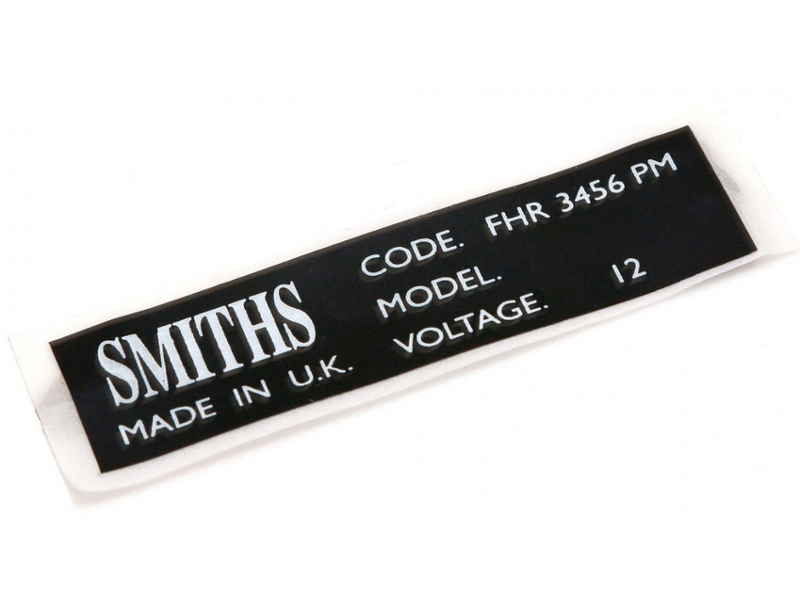 SMITHS
MADE IN U.K.
CODE. FHR 3456 PM
MODEL.
VOLTAGE. 12